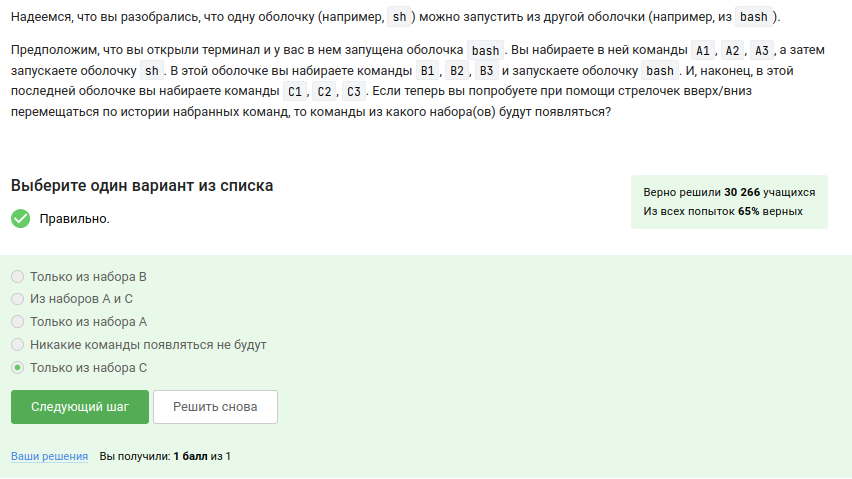 Надеемся, что вы разобрались, что одну оболочку (например, sh) можно запустить из другой оболочки (например, из bash).
Предположим, что вы открыли терминал и у вас в нем запущена оболочка bash. Вы набираете в ней команды A1, A2, A3, а затем
запускаете оболочку sh. В этой оболочке вы набираете команды B1, B2, B3 и запускаете оболочку bash. И, наконец, в этой
последней оболочке вы набираете команды C1, C2, C3. Если теперь вы попробуете при помощи стрелочек вверх/вниз
перемещаться по истории набранных команд, то команды из какого набора(ов) будут появляться?
Выберите один вариант из списка
Верно решили 30 266 учащихся
Из всех попыток 65% верных
Правильно.
Только из набора B
Из наборов A и C
Только из набора A
Никакие команды появляться не будут
Только из набора C
Следующий шаг
Решить снова
Ваши решения Вы получили: 1 балл из 1